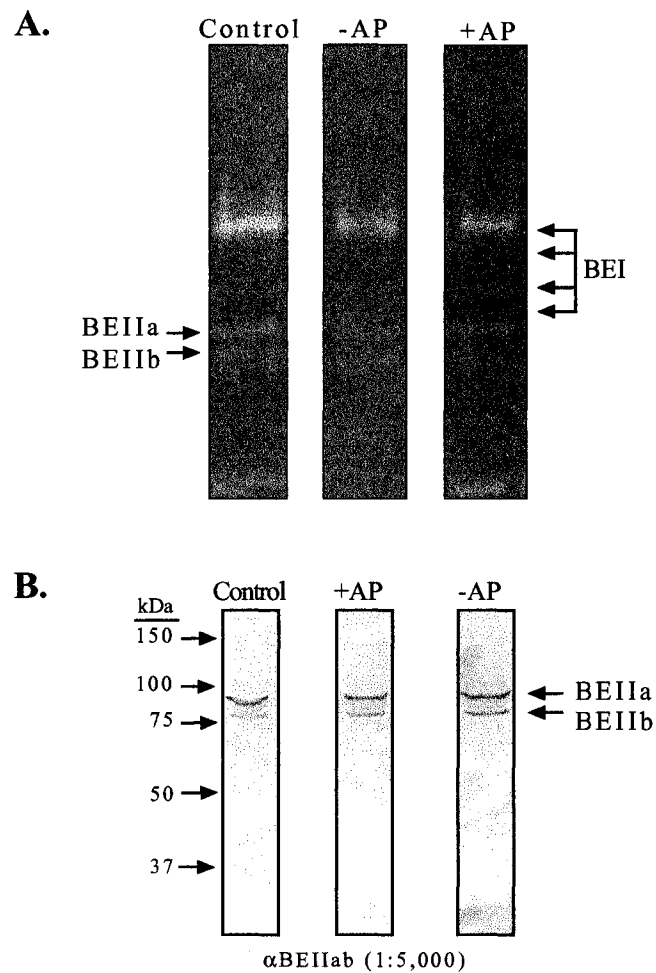 A.
Control -AP +AP
BEI
BEIIa
BEIIb
B.
Control +AP -AP
kDa
150
100
75
50
37
BEIIa
BEIIb
αBEIIab (1:5,000)